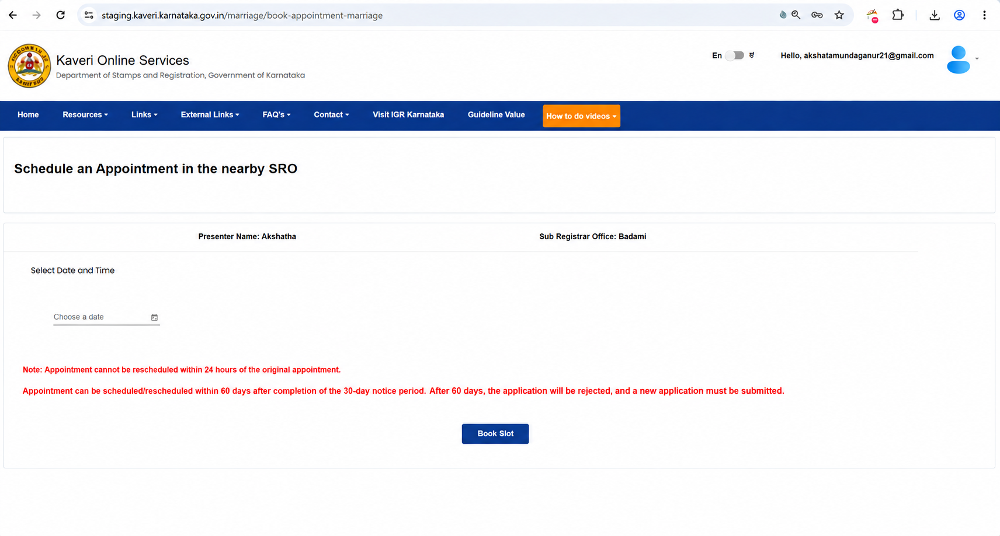 staging.kaveri.karnataka.gov.in/marriage/book-appointment-marriage
Kaveri Online Services
Department of Stamps and Registration, Government of Karnataka
En ಕ
Hello, akshatamundaganur21@gmail.com
Home Resources Links External Links FAQ's Contact Visit IGR Karnataka Guideline Value How to do videos
Schedule an Appointment in the nearby SRO
Presenter Name: Akshatha Sub Registrar Office: Badami
Select Date and Time
Choose a date
Note: Appointment cannot be rescheduled within 24 hours of the original appointment.
Appointment can be scheduled/rescheduled within 60 days after completion of the 30-day notice period. After 60 days, the application will be rejected, and a new application must be submitted.
Book Slot